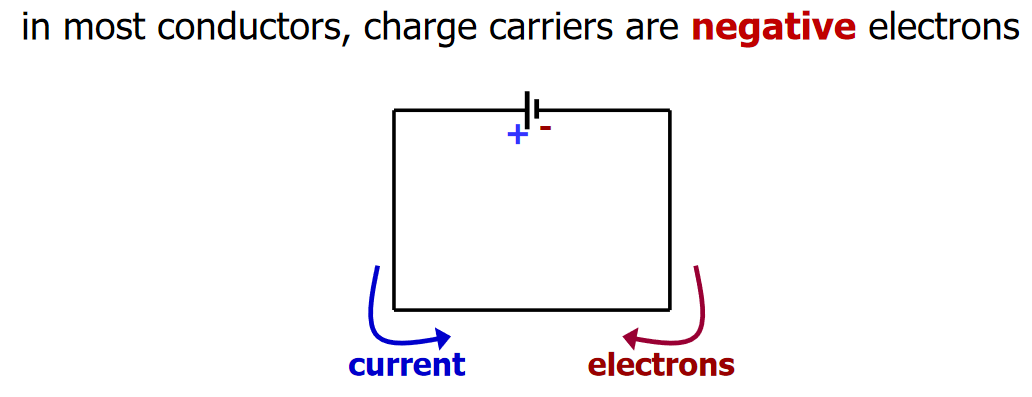 in most conductors, charge carriers are negative electrons
+ -
current electrons